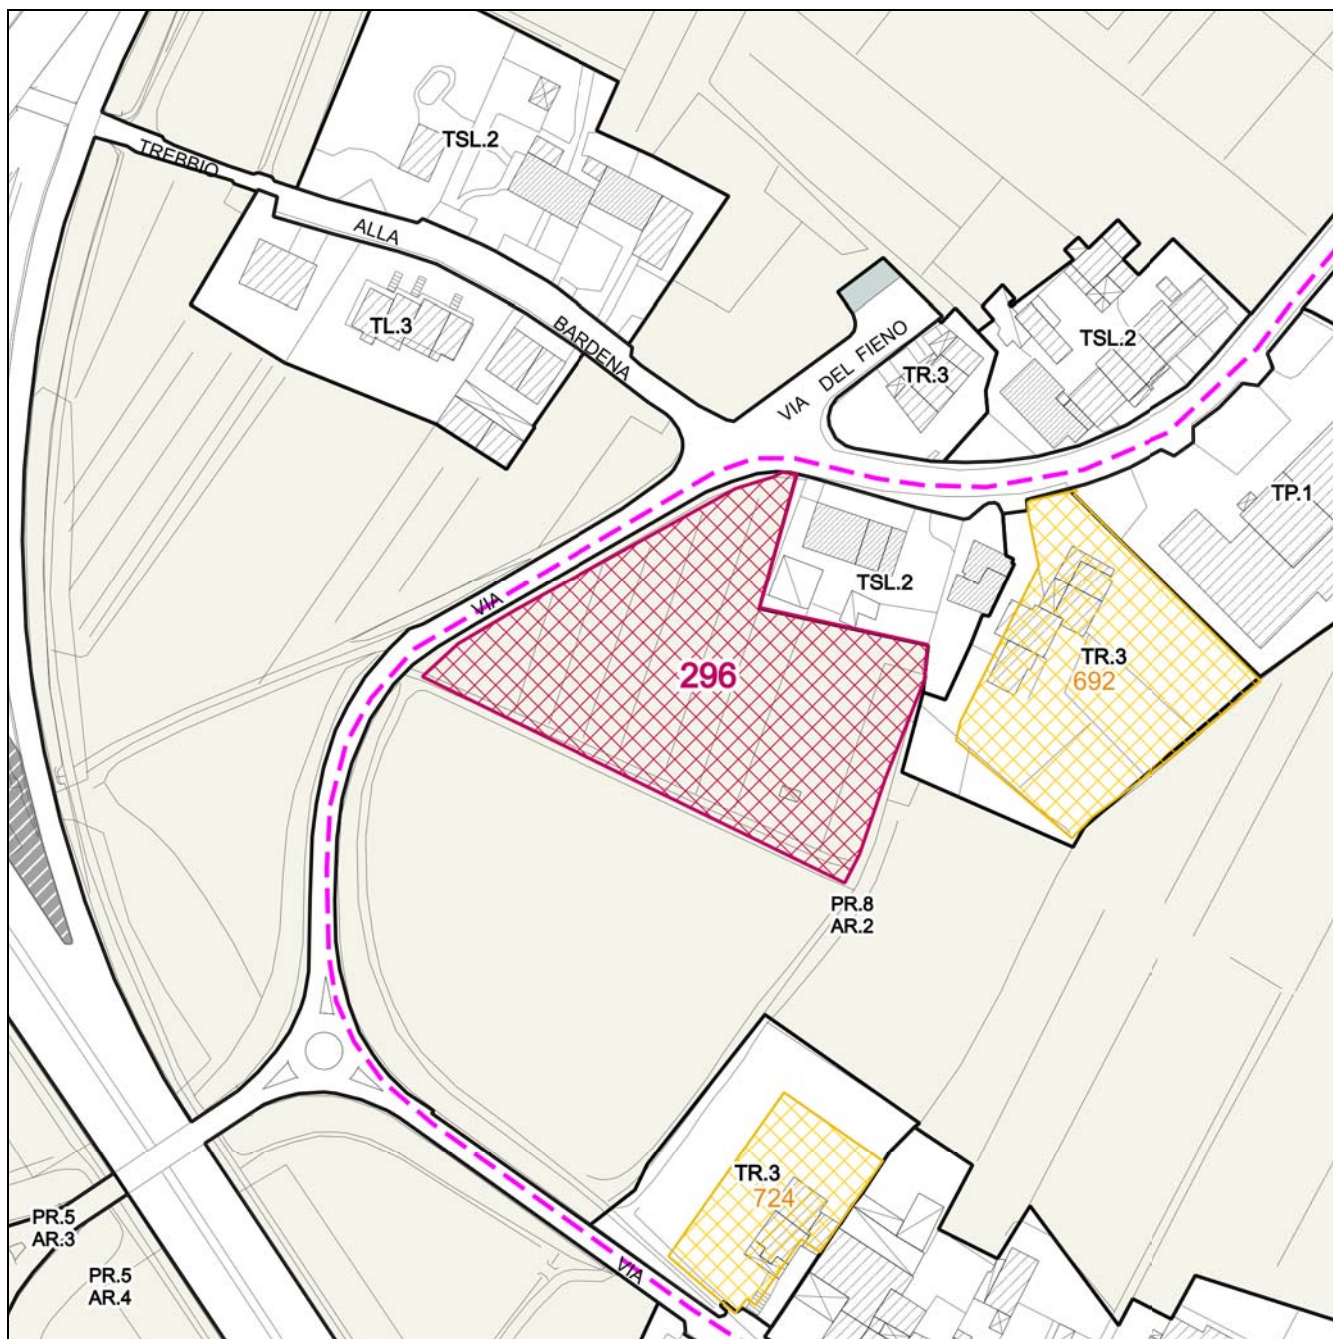 TSL.2
TREBBIO
ALLA
TL.3
BARDENA
VIA DEL FIENO
TR.3
TSL.2
TP.1
TSL.2
VIA
296
TR.3
692
PR.8
AR.2
TR.3
724
PR.5
AR.3
PR.5
AR.4
VIA